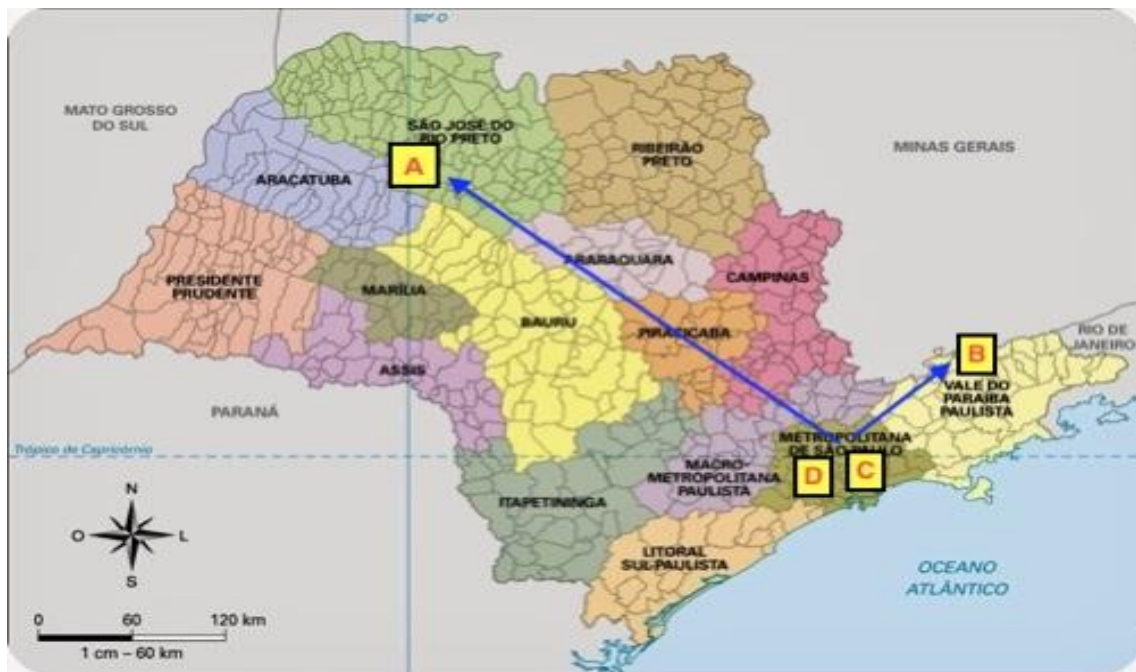 50° O
MATO GROSSO
DO SUL
SÃO JOSÉ DO
RIO PRETO
RIBEIRÃO
PRETO
MINAS GERAIS
A
ARAÇATUBA
ARARAQUARA
PRESIDENTE
PRUDENTE
MARÍLIA
CAMPINAS
BAURU
PIRACICABA
RIO DE
JANEIRO
B
ASSIS
VALE DO
PARAÍBA
PAULISTA
PARANÁ
Trópico de Capricórnio
METROPOLITANA
DE SÃO PAULO
MACRO-
METROPOLITANA
PAULISTA
D
C
ITAPETININGA
N
O
L
S
LITORAL
SUL-PAULISTA
OCEANO
ATLÂNTICO
0 60 120 km
1 cm – 60 km